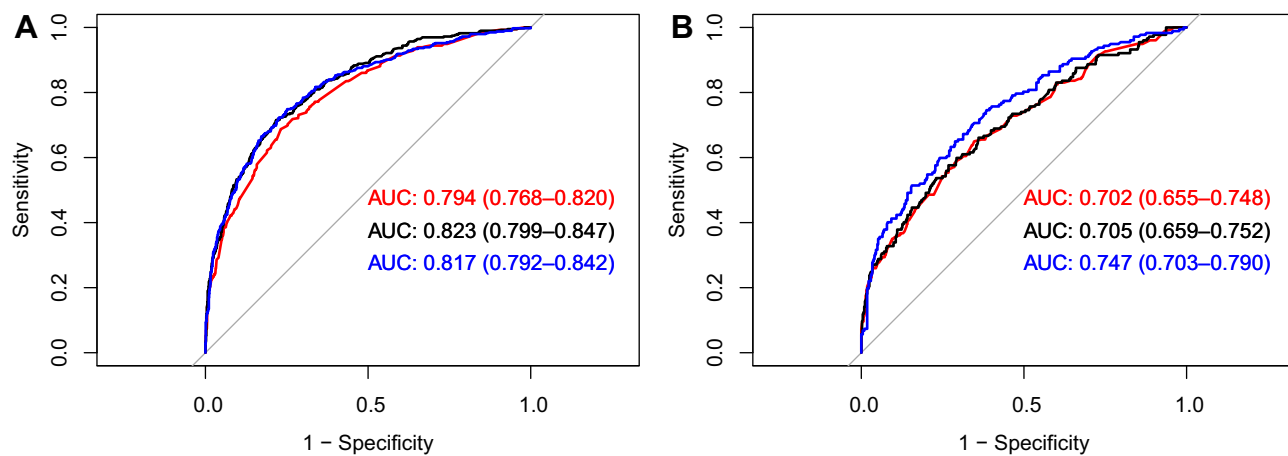 A
Sensitivity
1.0
0.8
0.6
0.4
0.2
0.0
AUC: 0.794 (0.768–0.820)
AUC: 0.823 (0.799–0.847)
AUC: 0.817 (0.792–0.842)
0.0 0.5 1.0
1 − Specificity
B
Sensitivity
1.0
0.8
0.6
0.4
0.2
0.0
AUC: 0.702 (0.655–0.748)
AUC: 0.705 (0.659–0.752)
AUC: 0.747 (0.703–0.790)
0.0 0.5 1.0
1 − Specificity